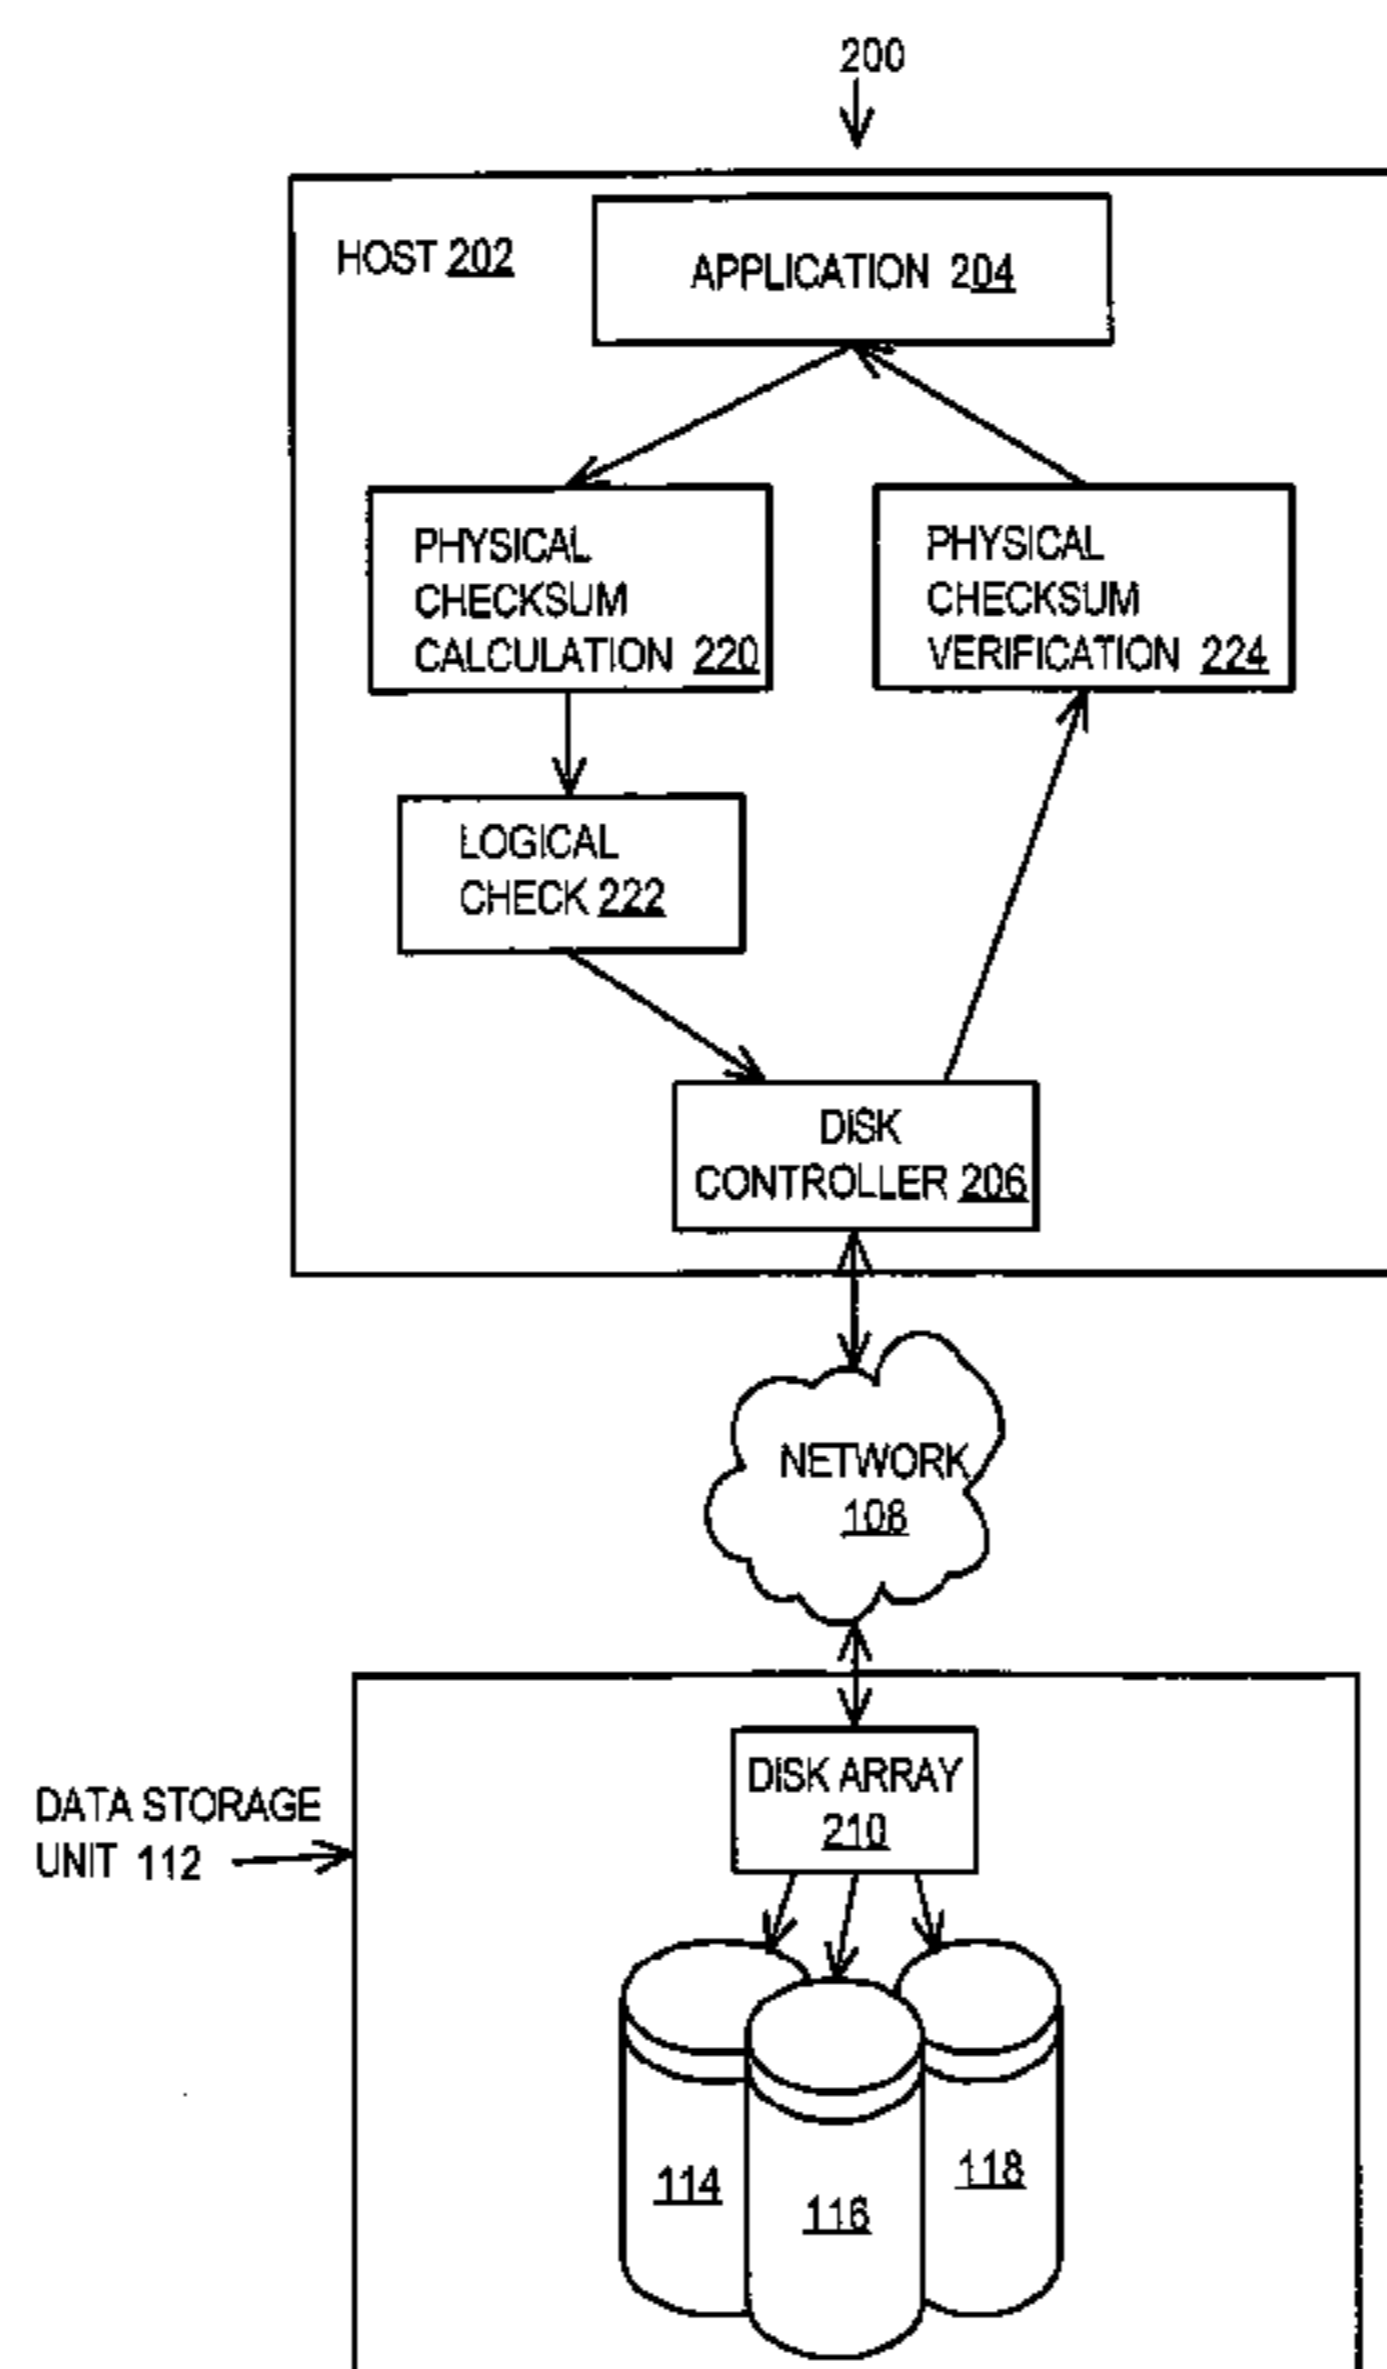 200
HOST 202
APPLICATION 204
PHYSICAL
CHECKSUM
CALCULATION 220
PHYSICAL
CHECKSUM
VERIFICATION 224
LOGICAL
CHECK 222
DISK
CONTROLLER 206
NETWORK
108
DISK ARRAY
210
DATA STORAGE
UNIT 112
114
116
118